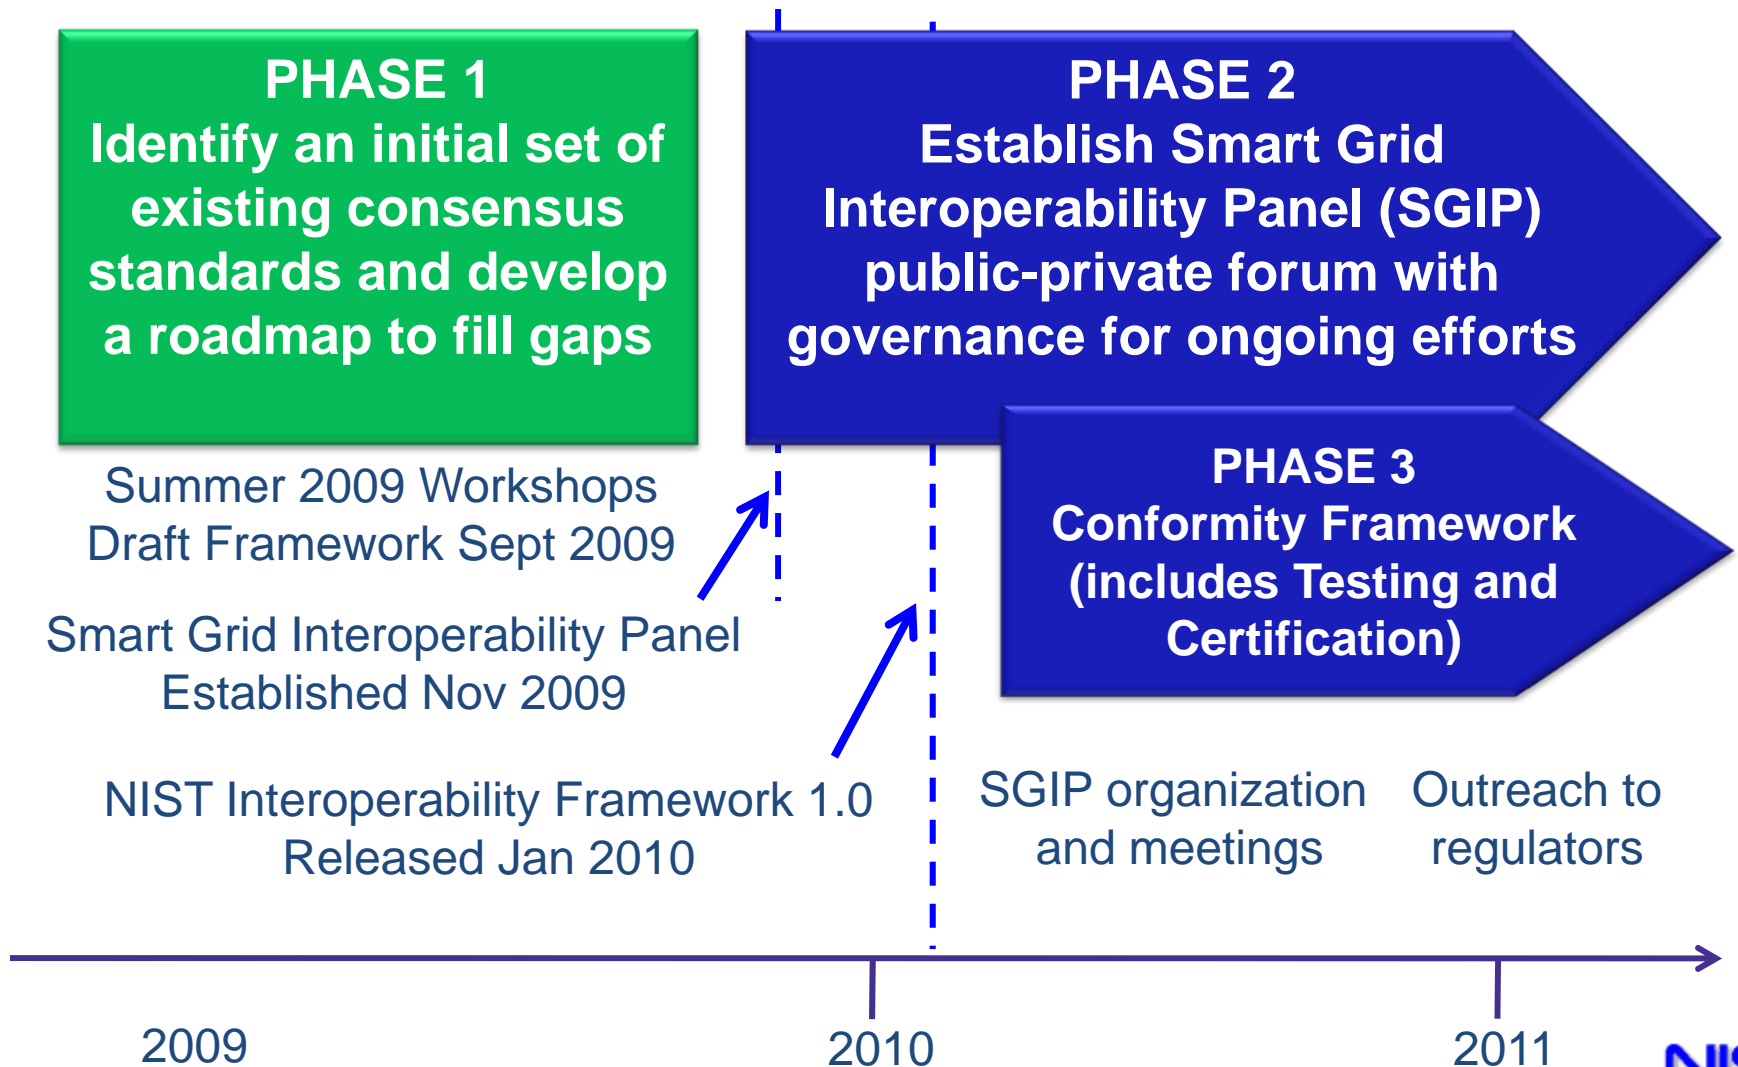 PHASE 1
Identify an initial set of
existing consensus
standards and develop
a roadmap to fill gaps
PHASE 2
Establish Smart Grid
Interoperability Panel (SGIP)
public-private forum with
governance for ongoing efforts
PHASE 3
Conformity Framework
(includes Testing and
Certification)
Summer 2009 Workshops
Draft Framework Sept 2009
Smart Grid Interoperability Panel
Established Nov 2009
NIST Interoperability Framework 1.0
Released Jan 2010
SGIP organization
and meetings
Outreach to
regulators
2009
2010
2011